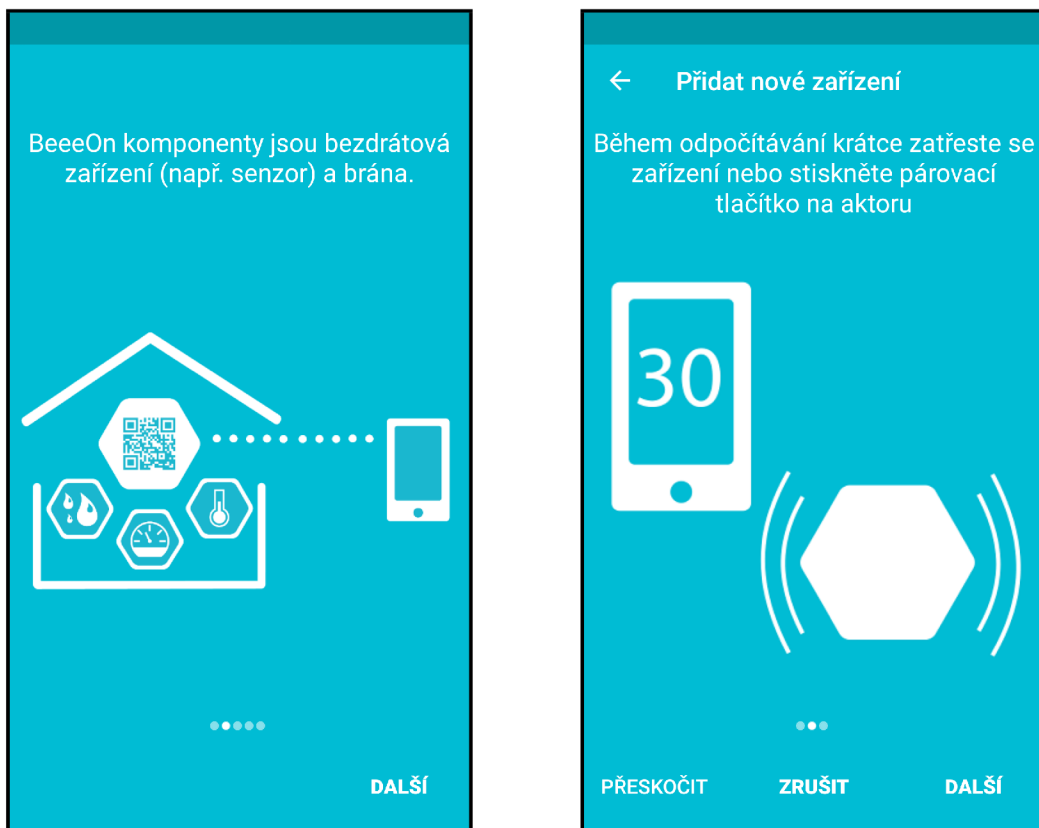 BeeeOn komponenty jsou bezdrátová
zařízení (např. senzor) a brána.
DALŠÍ
Přidat nové zařízení
Během odpočítávání krátce zatřeste se
zařízení nebo stiskněte párovací
tlačítko na aktoru
30
PŘESKOČIT ZRUŠIT DALŠÍ